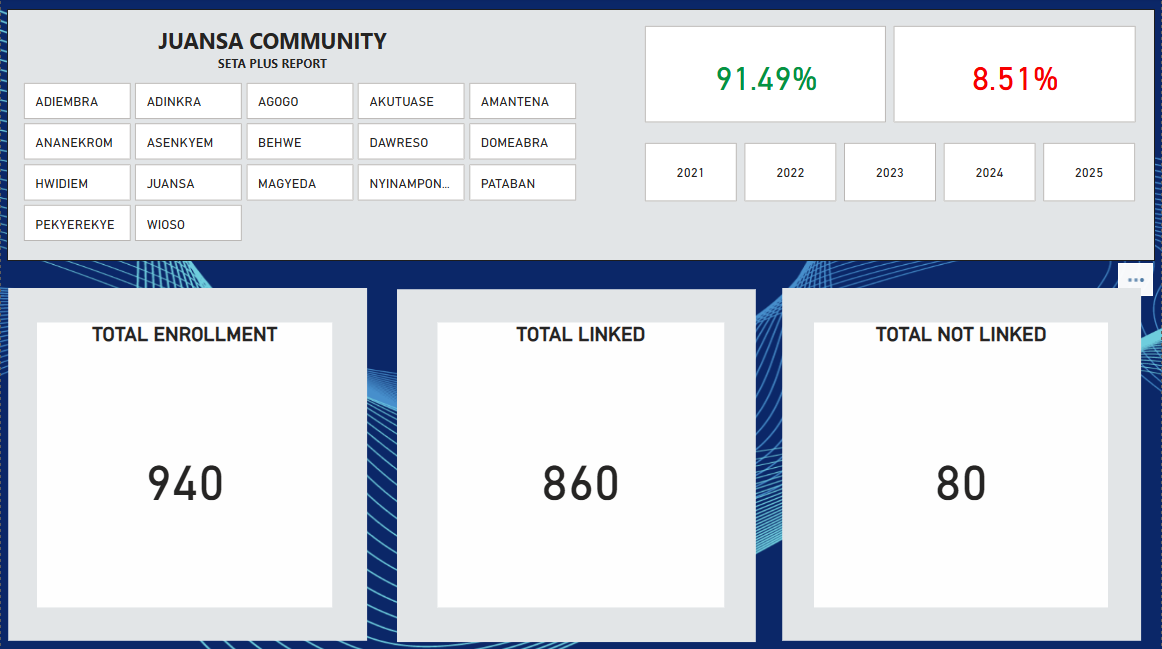 JUANSA COMMUNITY
SETA PLUS REPORT
91.49%
8.51%
ADIEMBRA
ADINKRA
AGOGO
AKUTUASE
AMANTENA
ANANEKROM
ASENKYEM
BEHWE
DAWRESO
DOMEABRA
HWIDIEM
JUANSA
MAGYEDA
NYINAMPON...
PATABAN
PEKYEREKYE
WIOSO
2021
2022
2023
2024
2025
TOTAL ENROLLMENT
940
TOTAL LINKED
860
TOTAL NOT LINKED
80